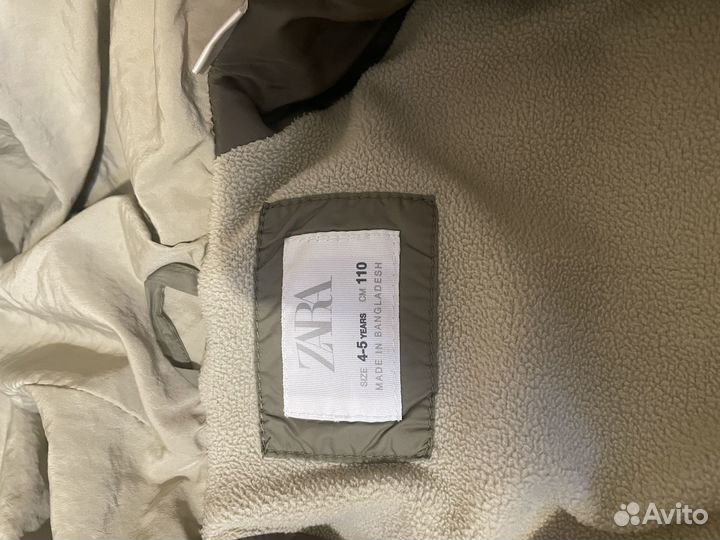 ZARA
SIZE 4-5 YEARS CM 110
MADE IN BANGLADESH
Avito